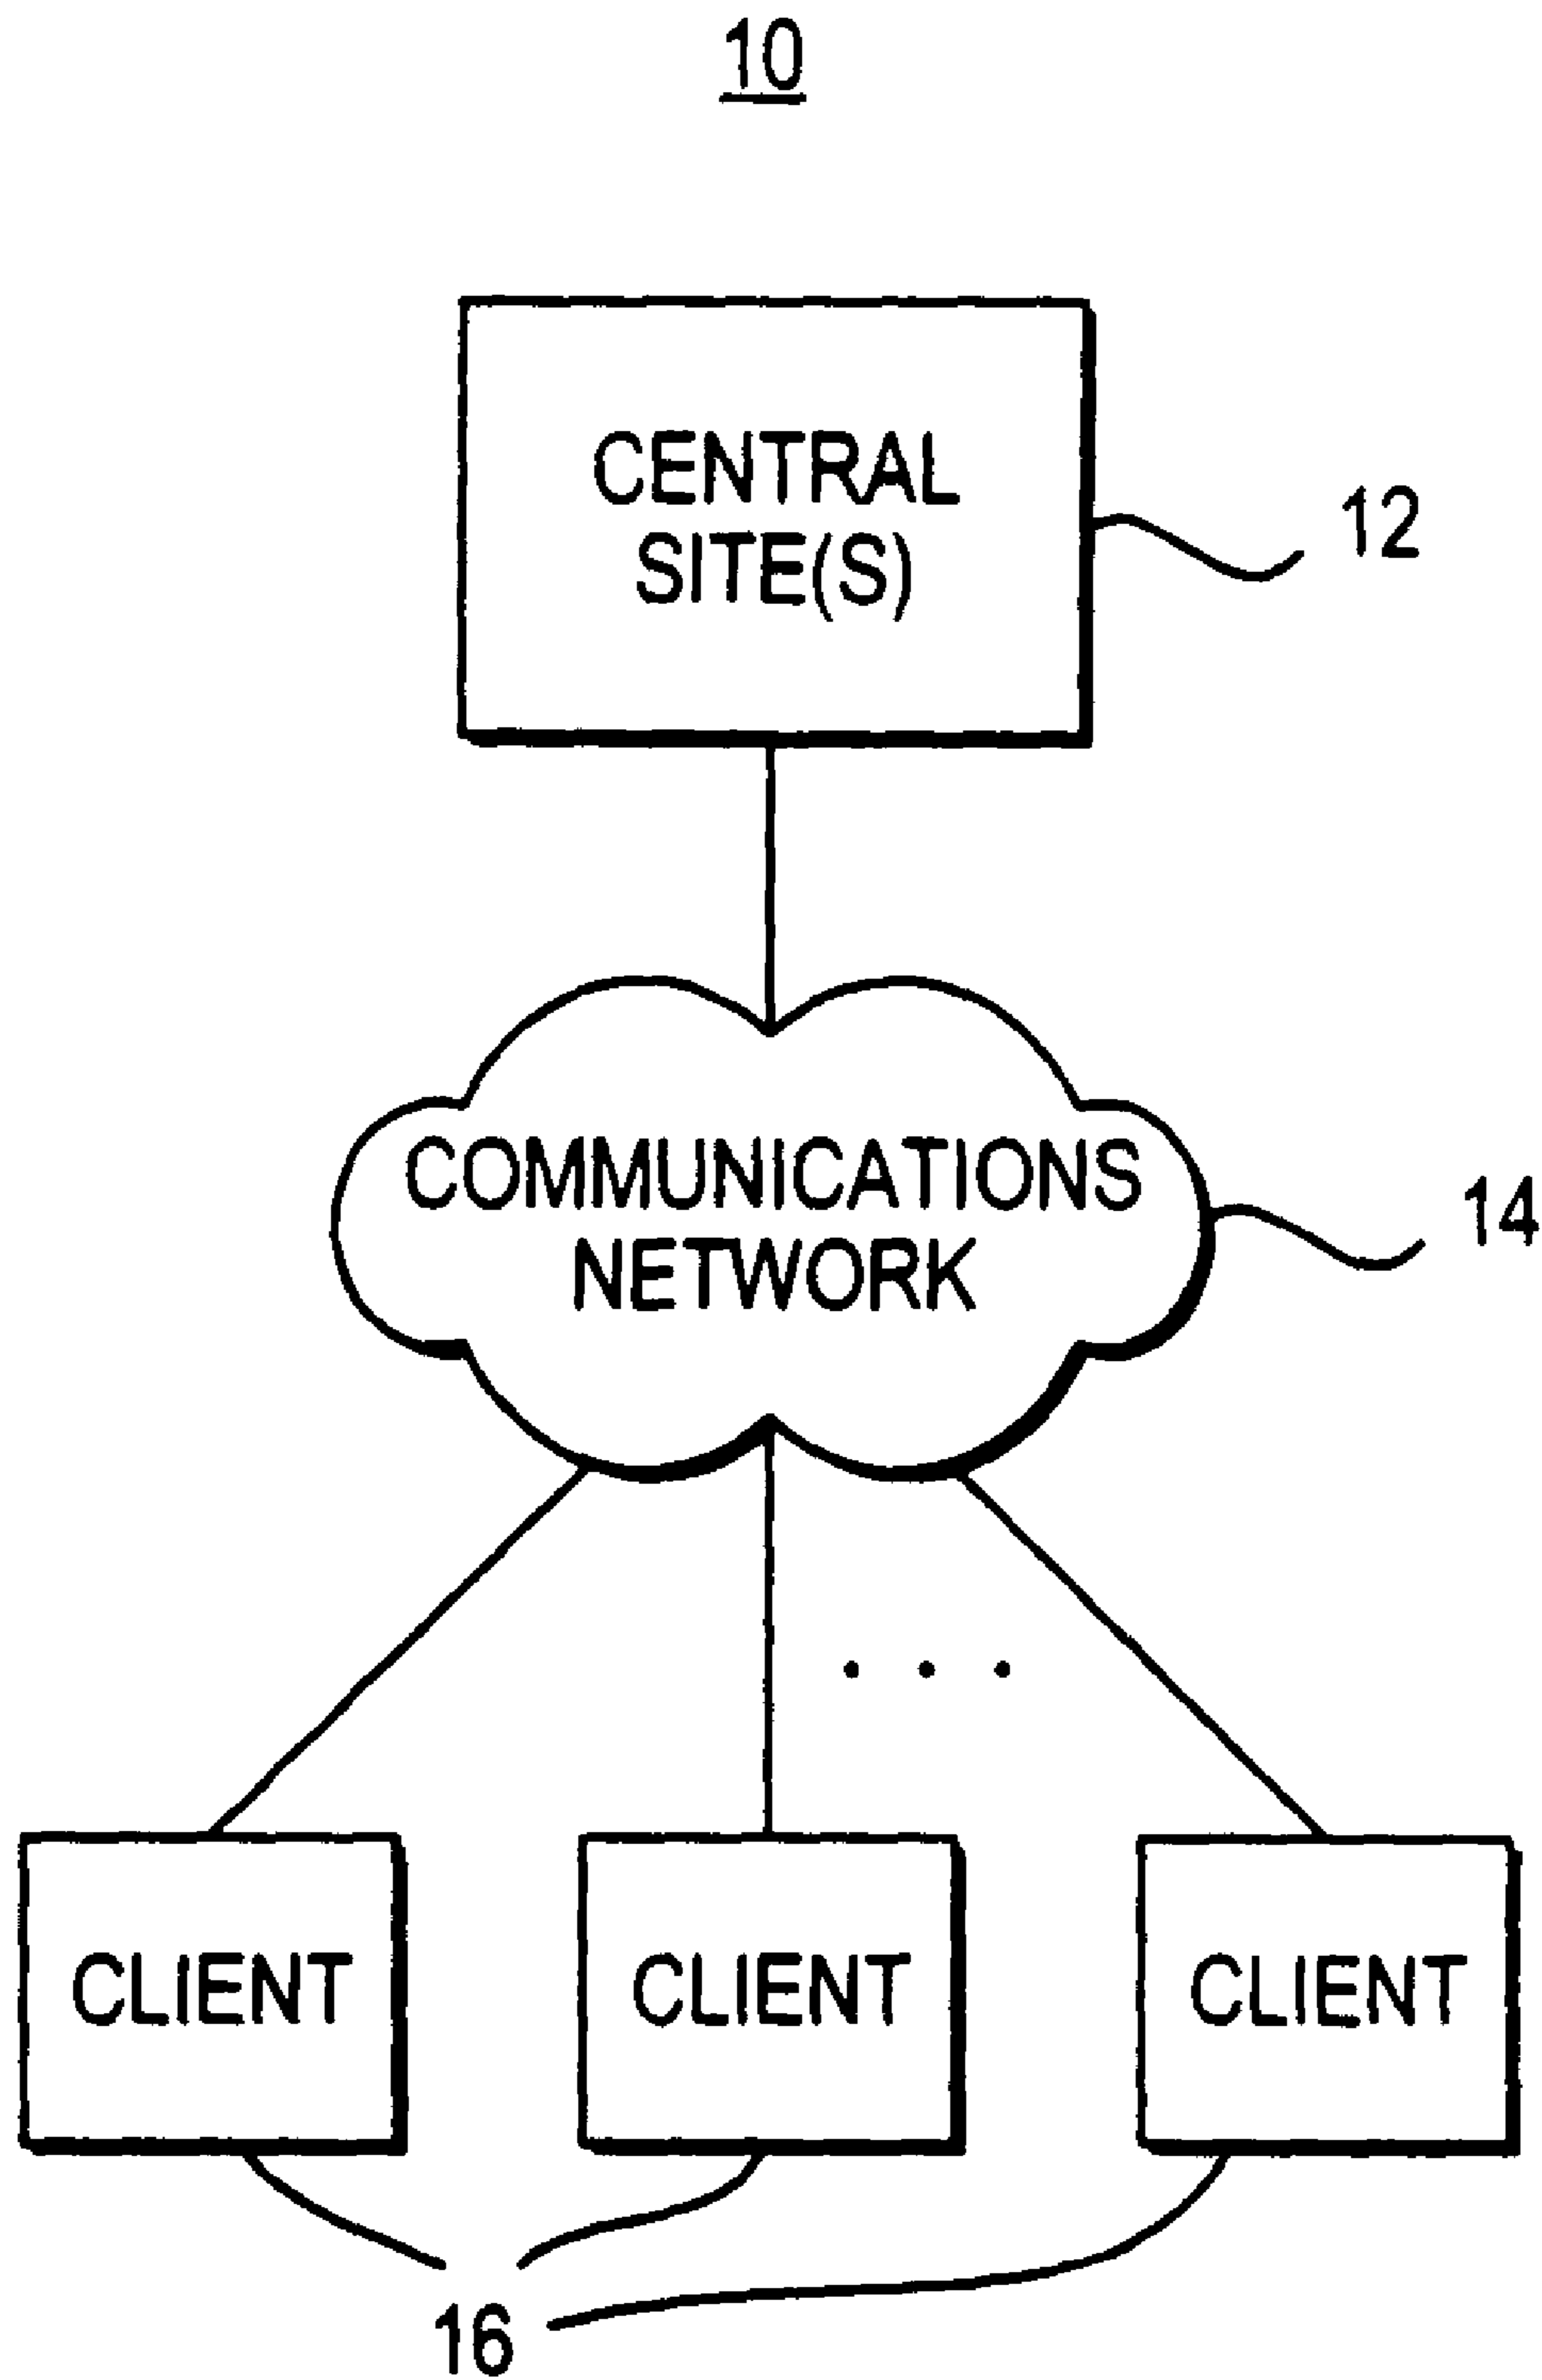 10
CENTRAL
SITE(S)
12
COMMUNICATIONS
NETWORK
14
CLIENT
CLIENT
CLIENT
16